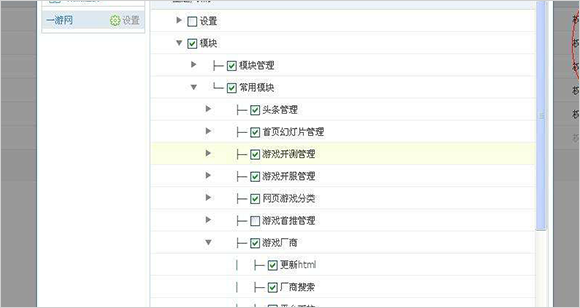 一游网 设置
设置
模块
模块管理
常用模块
头条管理
首页幻灯片管理
游戏开测管理
游戏开服管理
网页游戏分类
游戏首推管理
游戏厂商
更新html
厂商搜索